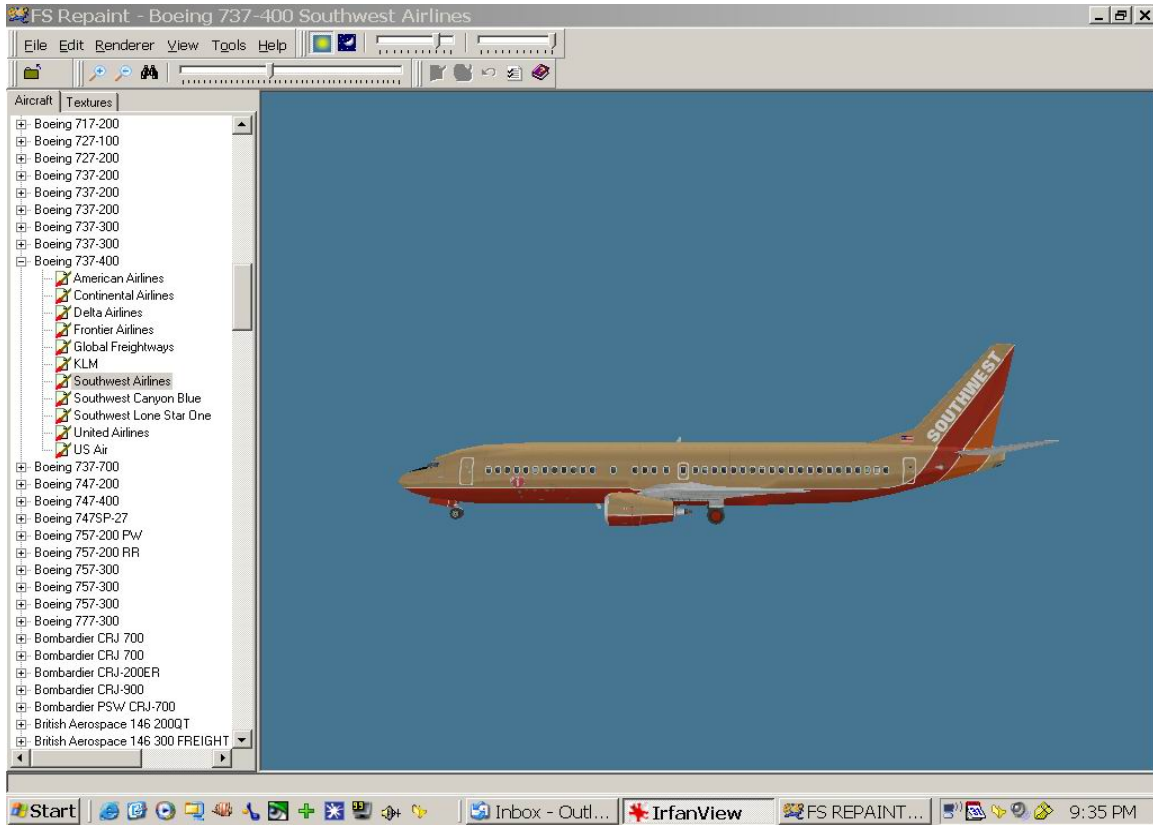 FS Repaint - Boeing 737-400 Southwest Airlines
File Edit Renderer View Tools Help
Aircraft Textures
Boeing 717-200
Boeing 727-100
Boeing 727-200
Boeing 737-200
Boeing 737-200
Boeing 737-200
Boeing 737-300
Boeing 737-300
Boeing 737-400
American Airlines
Continental Airlines
Delta Airlines
Frontier Airlines
Global Freightways
KLM
Southwest Airlines
Southwest Canyon Blue
Southwest Lone Star One
United Airlines
US Air
Boeing 737-700
Boeing 747-200
Boeing 747-400
Boeing 747SP-27
Boeing 757-200 PW
Boeing 757-200 RR
Boeing 757-300
Boeing 757-300
Boeing 757-300
Boeing 777-300
Bombardier CRJ 700
Bombardier CRJ 700
Bombardier CRJ-200ER
Bombardier CRJ-900
Bombardier PSW CRJ-700
British Aerospace 146 200QT
British Aerospace 146 300 FREIGHT
SOUTHWEST
Start Inbox - Outl... IrfanView FS REPAINT... 9:35 PM